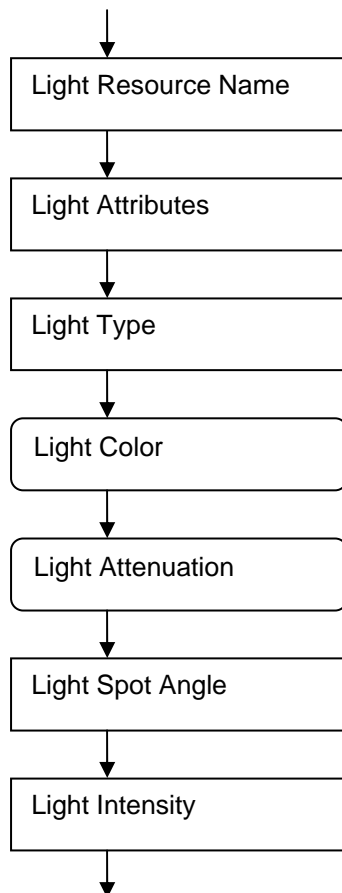 Light Resource Name
Light Attributes
Light Type
Light Color
Light Attenuation
Light Spot Angle
Light Intensity